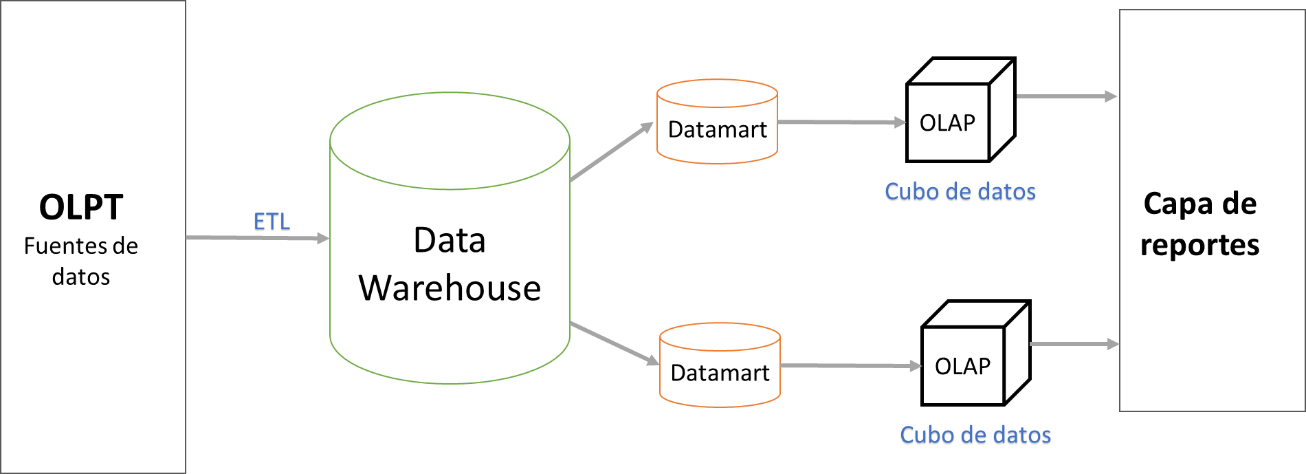 OLPT
Fuentes de
datos
ETL
Data
Warehouse
Datamart
OLAP
Cubo de datos
Datamart
OLAP
Cubo de datos
Capa de
reportes